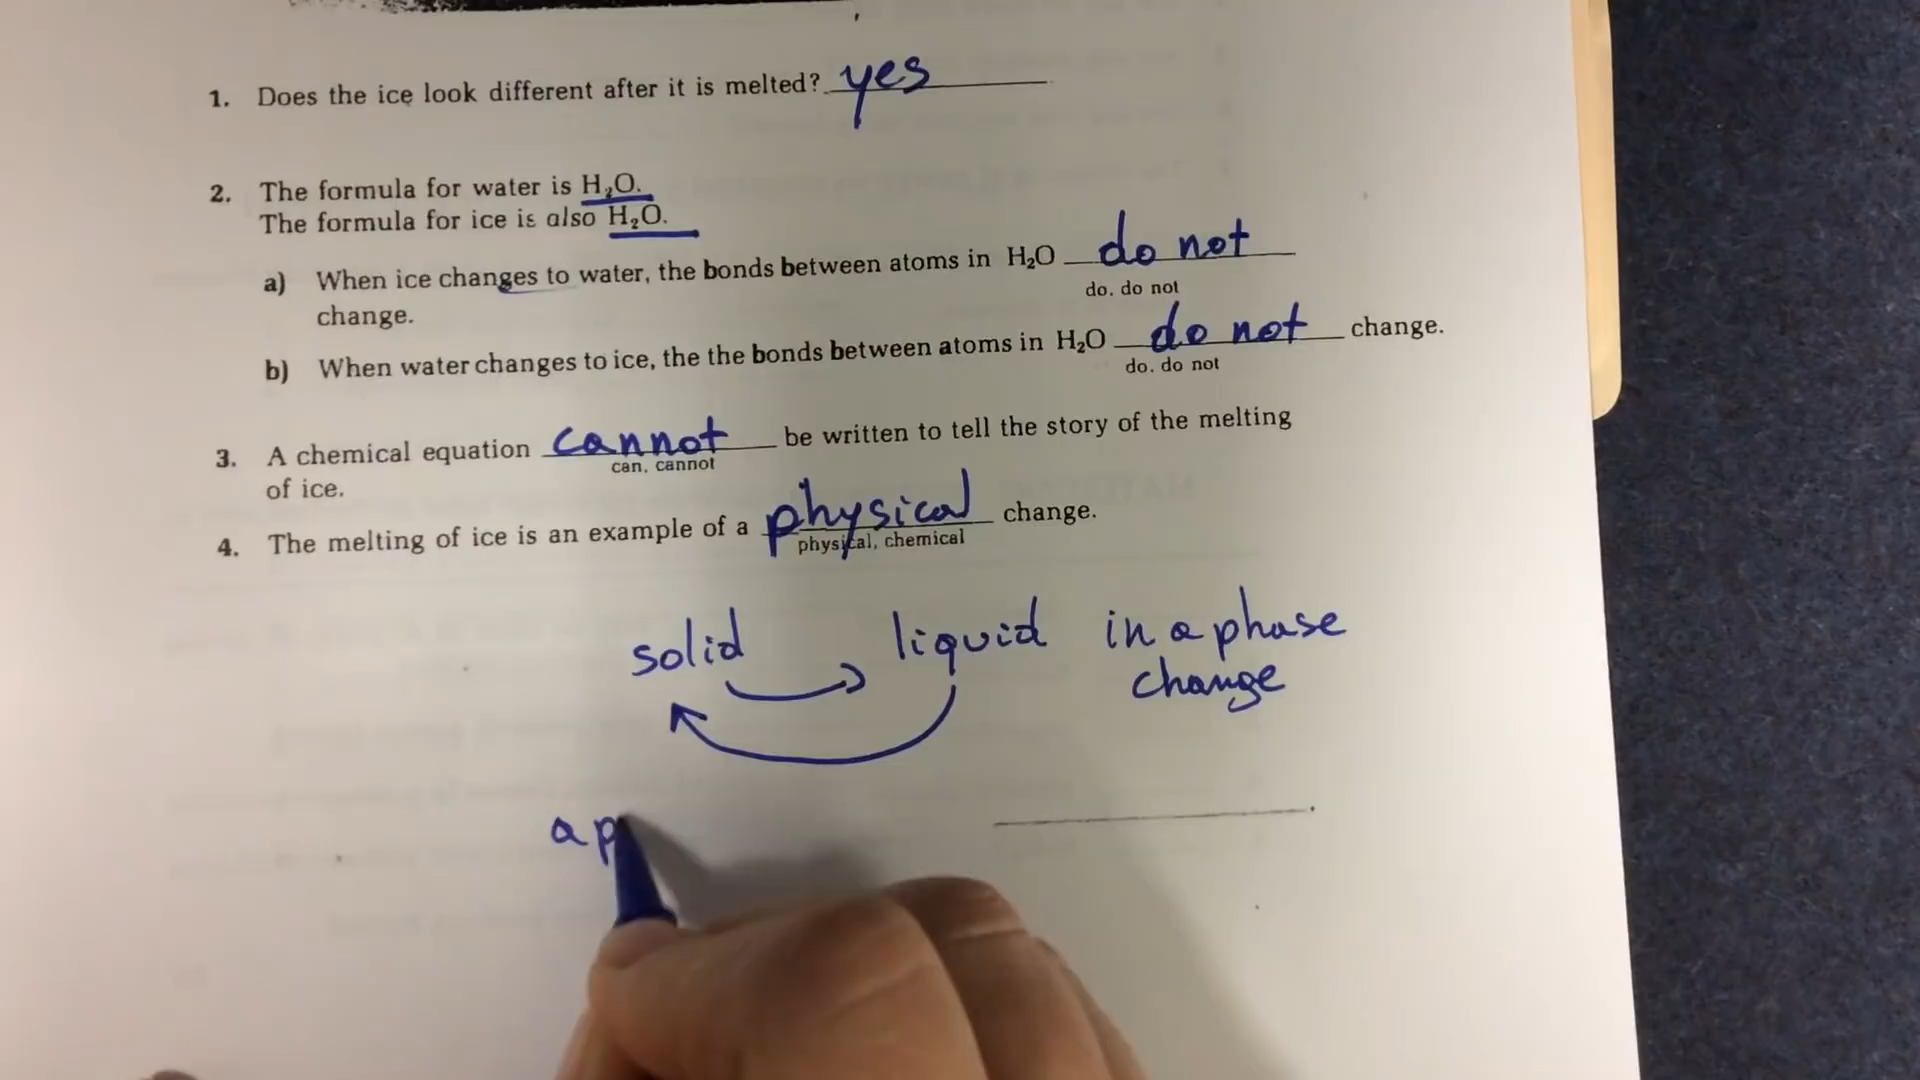 1. Does the ice look different after it is melted? yes
2. The formula for water is H₂O.
The formula for ice is also H₂O.
a) When ice changes to water, the bonds between atoms in H₂O do not
do. do not
change.
b) When water changes to ice, the the bonds between atoms in H₂O do not change.
do. do not
3. A chemical equation cannot be written to tell the story of the melting
can, cannot
of ice.
4. The melting of ice is an example of a physical change.
physical, chemical
solid liquid in a phase
change
a p